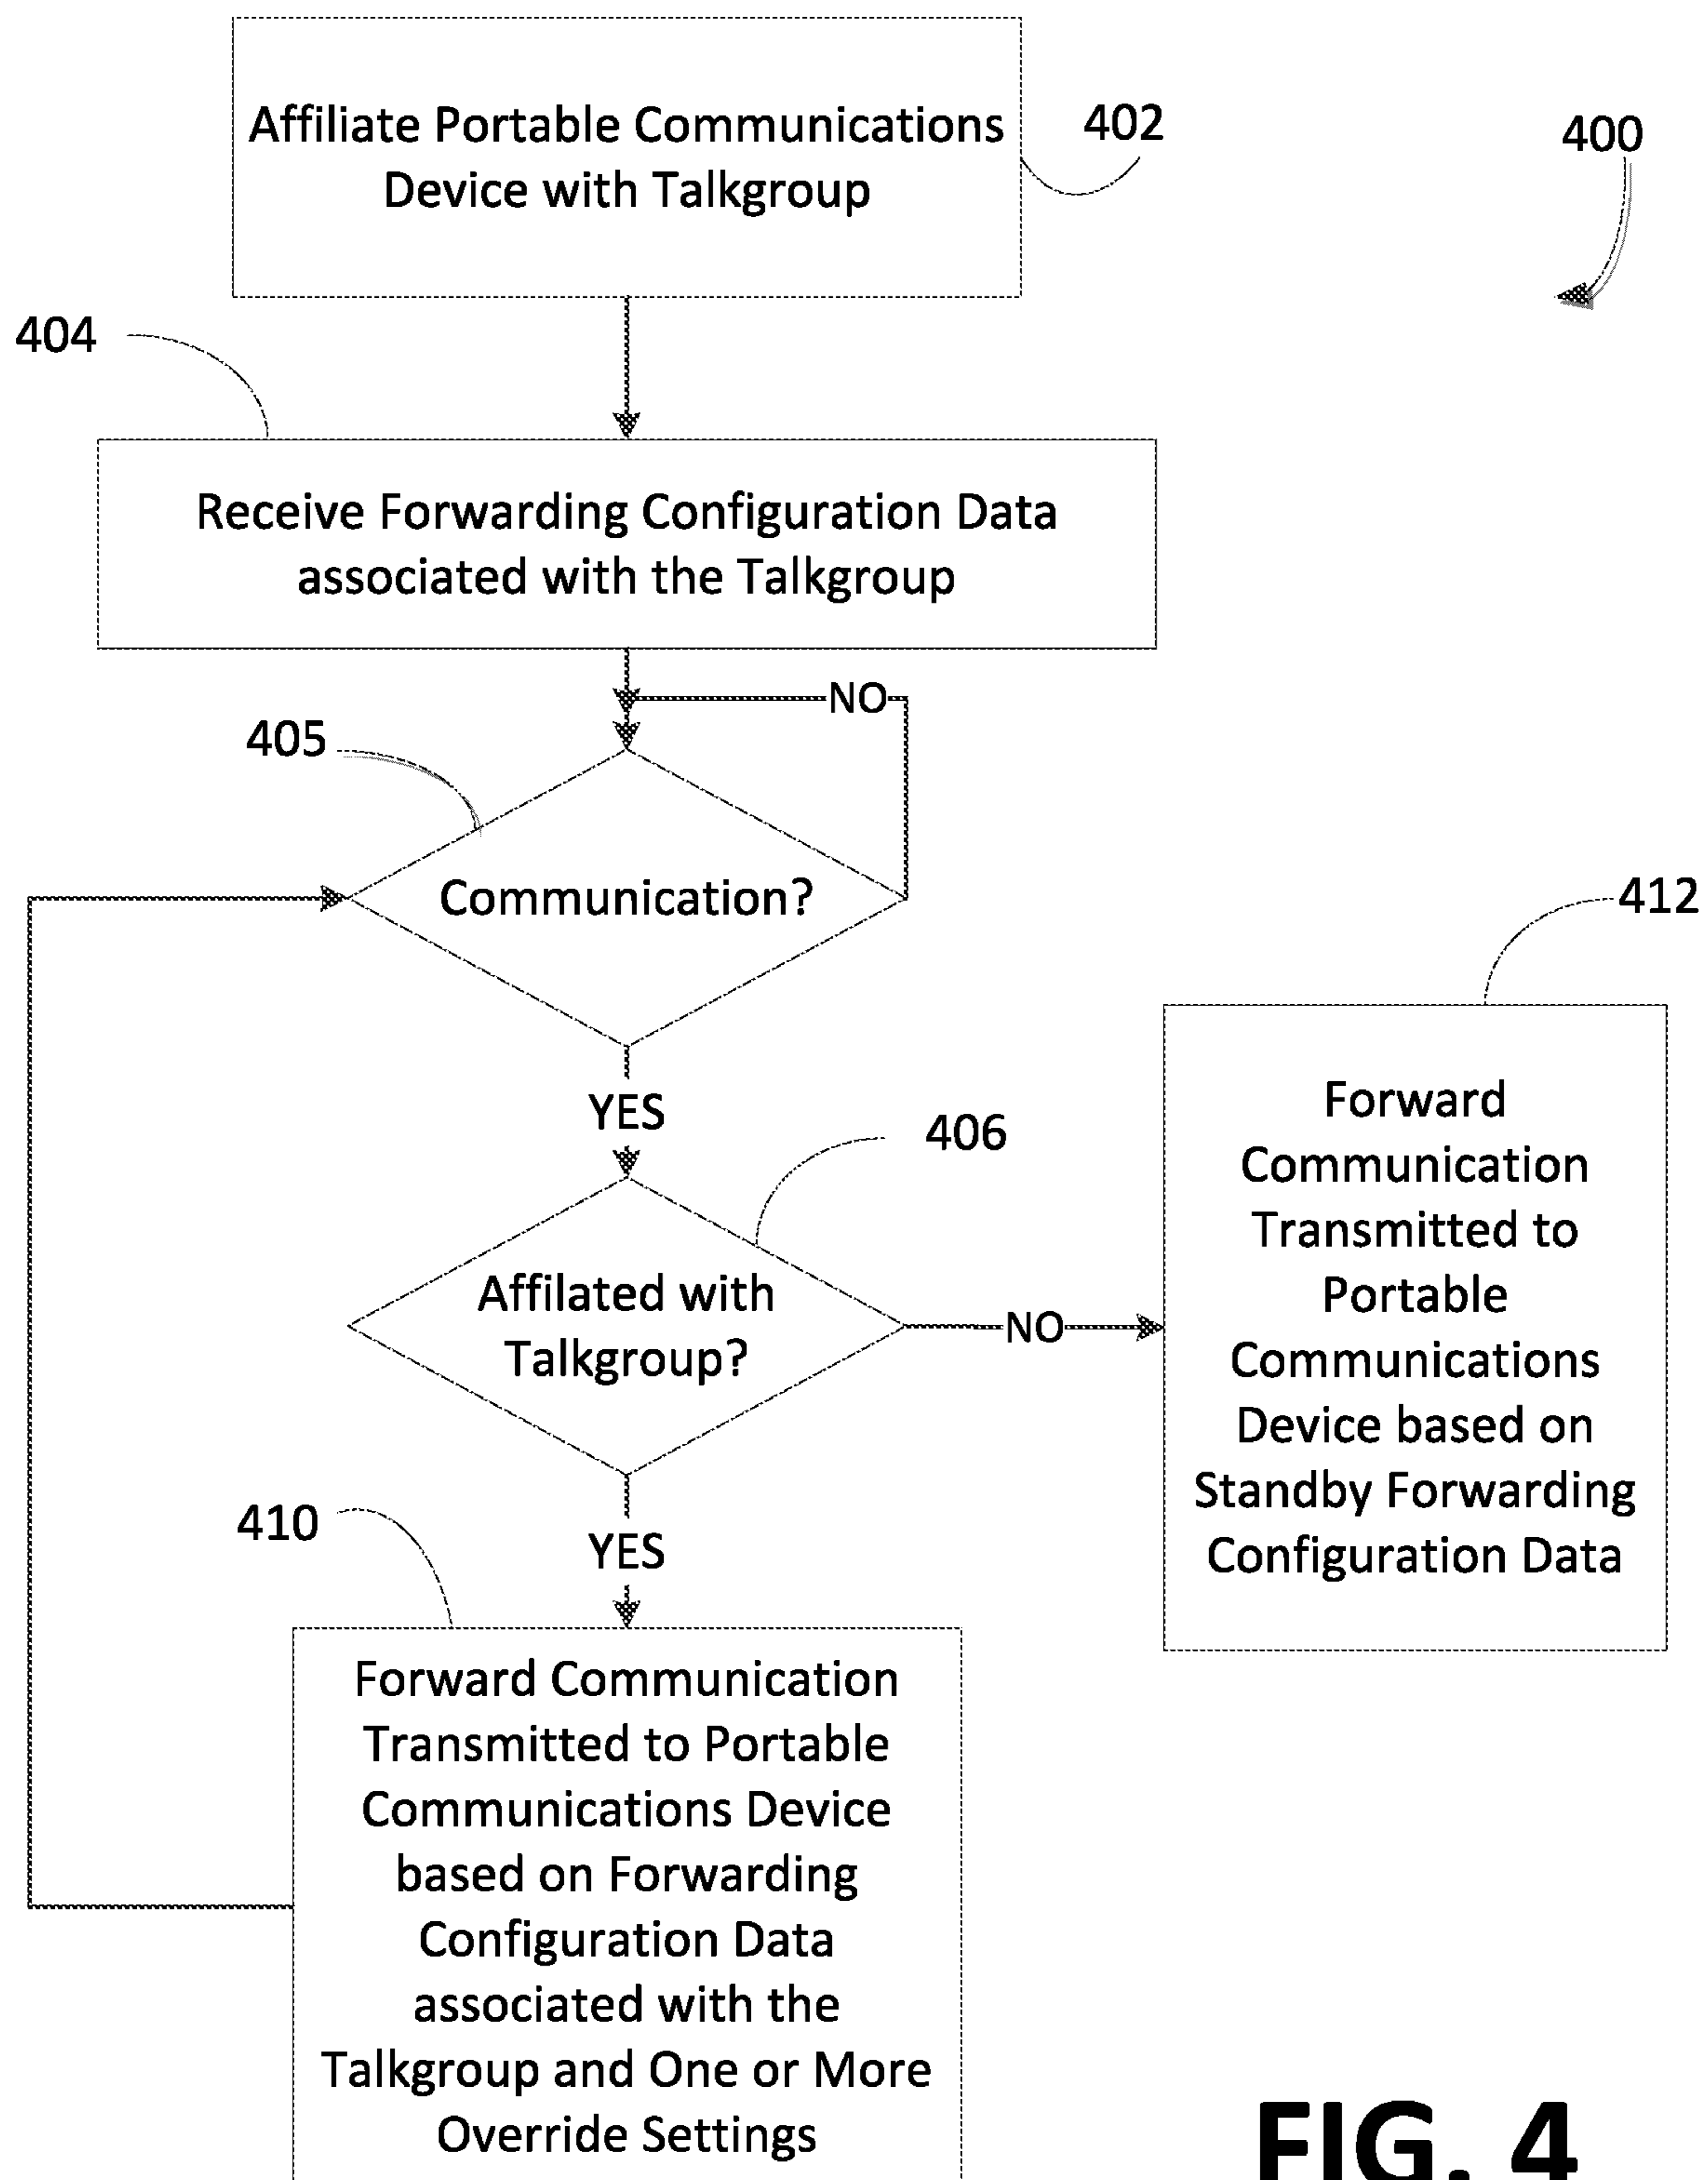 Affiliate Portable Communications
Device with Talkgroup
402
400
404
Receive Forwarding Configuration Data
associated with the Talkgroup
NO
405
Communication?
YES
412
406
Affilated with
Talkgroup?
NO
Forward
Communication
Transmitted to
Portable
Communications
Device based on
Standby Forwarding
Configuration Data
YES
410
Forward Communication
Transmitted to Portable
Communications Device
based on Forwarding
Configuration Data
associated with the
Talkgroup and One or More
Override Settings
FIG. 4